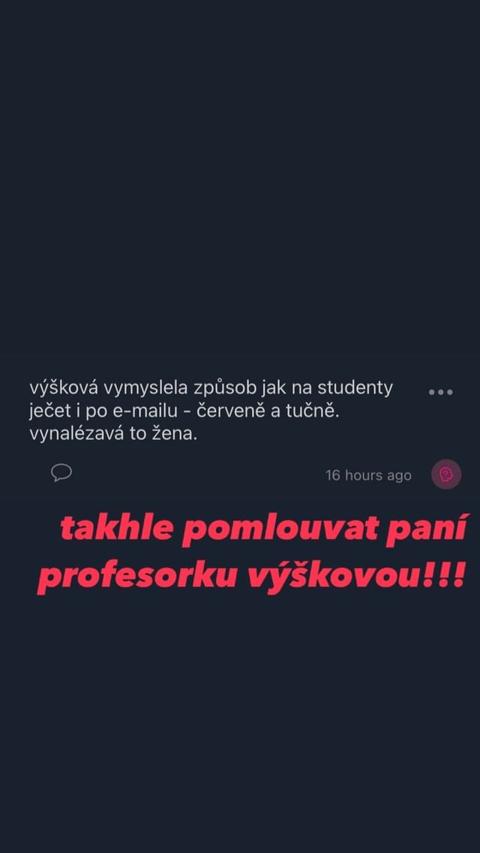 výšková vymyslela způsob jak na studenty
ječet i po e-mailu - červeně a tučně.
vynalézavá to žena.
16 hours ago
takhle pomlouvat paní
profesorku výškovou!!!